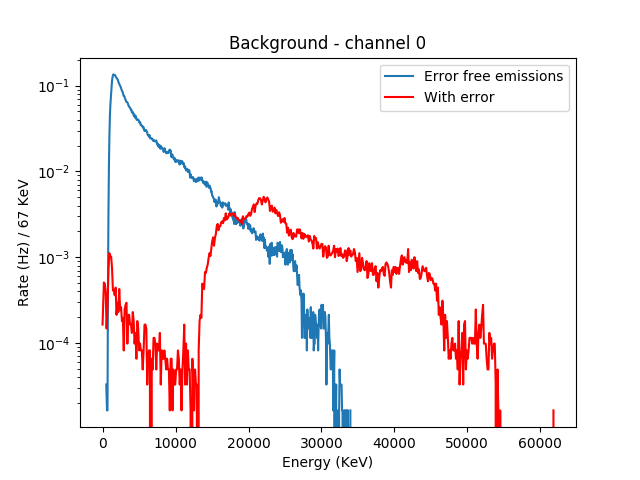 Background - channel 0
Error free emissions
With error
Rate (Hz) / 67 KeV
10⁻¹
10⁻²
10⁻³
10⁻⁴
0 10000 20000 30000 40000 50000 60000
Energy (KeV)